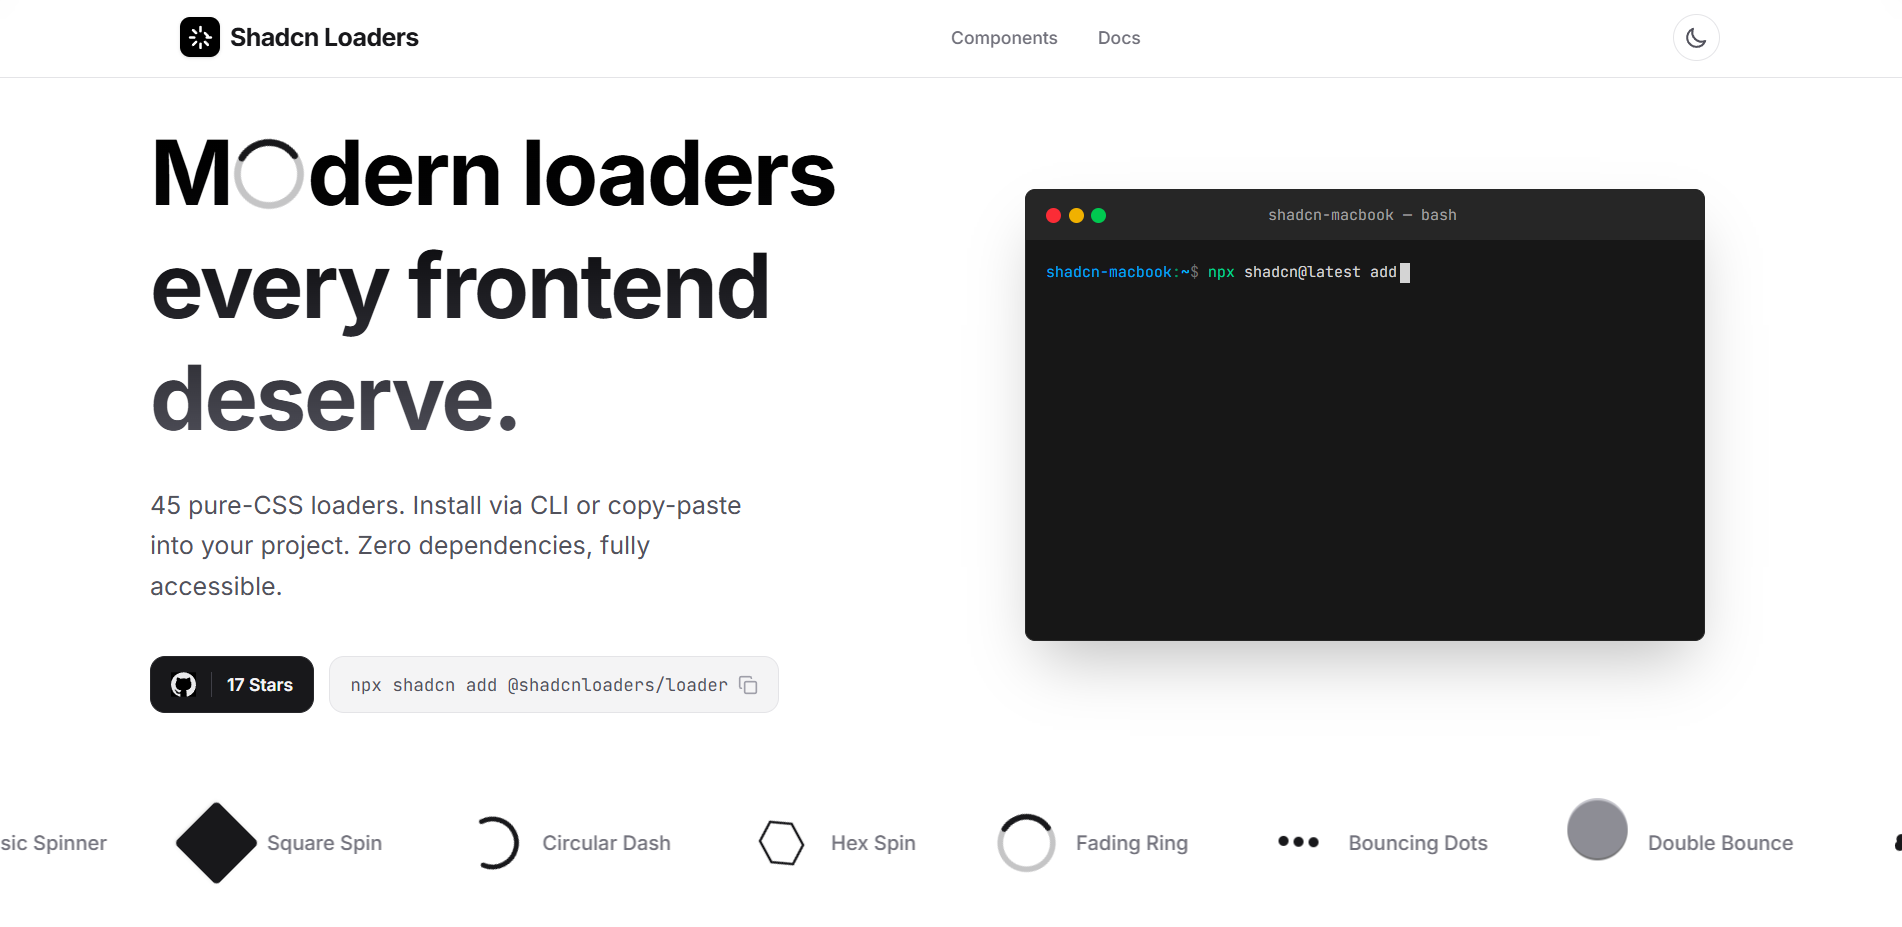 Shadcn Loaders
Components
Docs
M dern loaders
every frontend
deserve.
45 pure-CSS loaders. Install via CLI or copy-paste
into your project. Zero dependencies, fully
accessible.
17 Stars
npx shadcn add @shadcnloaders/loader
shadcn-macbook — bash
shadcn-macbook:~$ npx shadcn@latest add
sic Spinner
Square Spin
Circular Dash
Hex Spin
Fading Ring
Bouncing Dots
Double Bounce